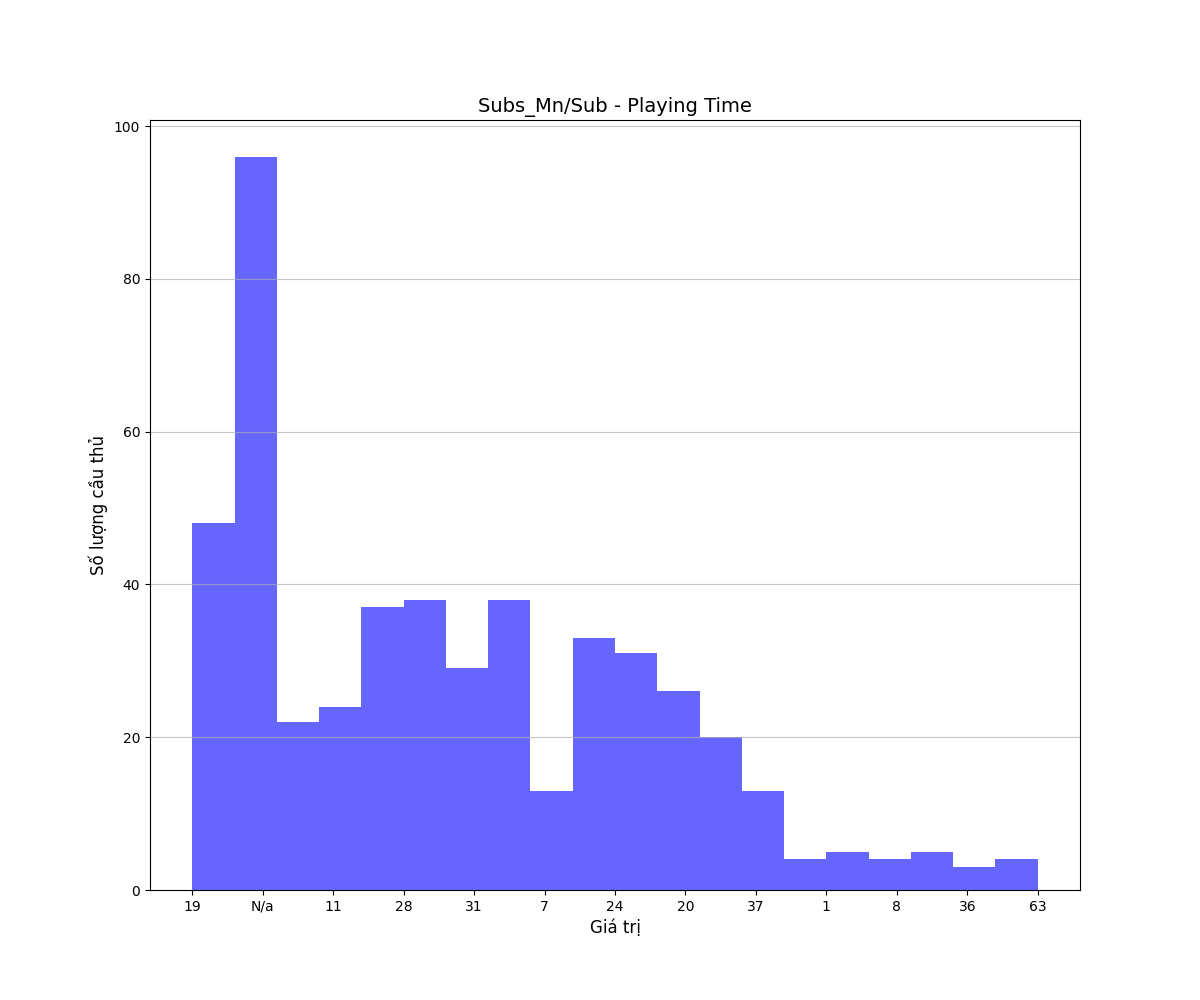 Subs_Mn/Sub - Playing Time
100
80
60
40
20
0
Số lượng cầu thủ
19 N/a 11 28 31 7 24 20 37 1 8 36 63
Giá trị